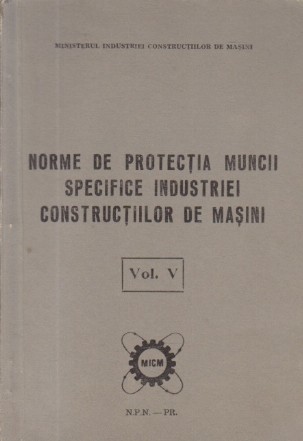 MINISTERUL INDUSTRIEI CONSTRUCȚIILOR DE MAȘINI
NORME DE PROTECȚIA MUNCII
SPECIFICE INDUSTRIEI
CONSTRUCȚIILOR DE MAȘINI
Vol. V
MICM
N.P.N. — PR.